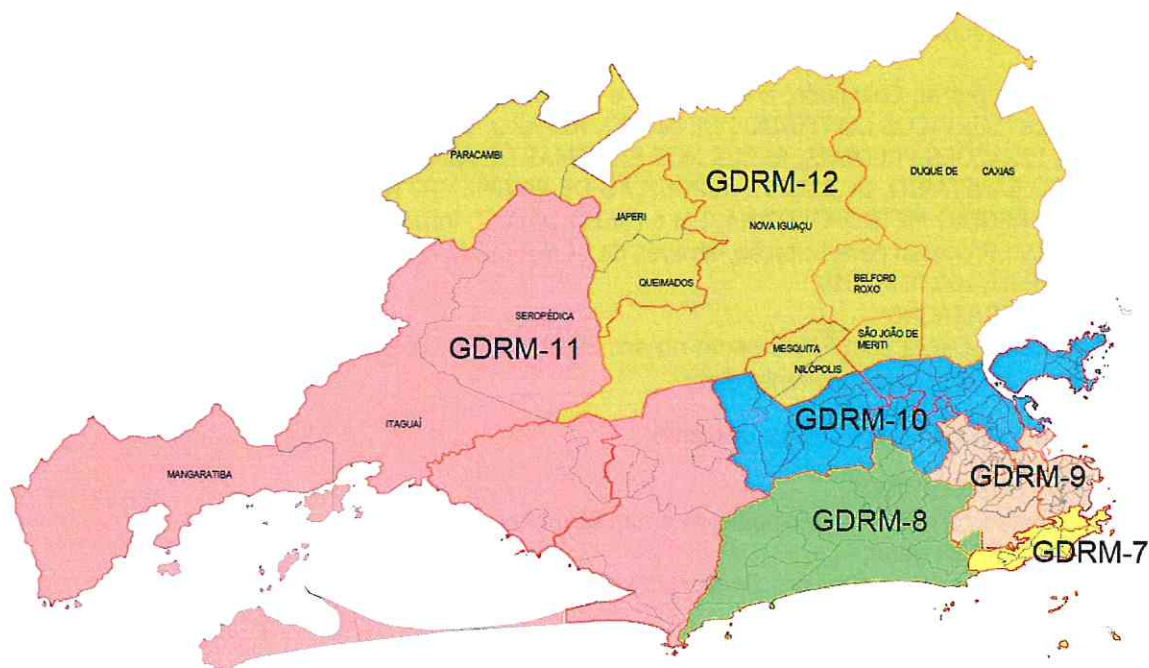 PARACAMBI
DUQUE DE CAXIAS
GDRM-12
JAPERI
NOVA IGUAÇU
QUEIMADOS
BELFORD
ROXO
SEROPÉDICA
SÃO JOÃO DE
MERITI
MESQUITA
GDRM-11
NILÓPOLIS
ITAGUAÍ
GDRM-10
MANGARATIBA
GDRM-9
GDRM-8
GDRM-7